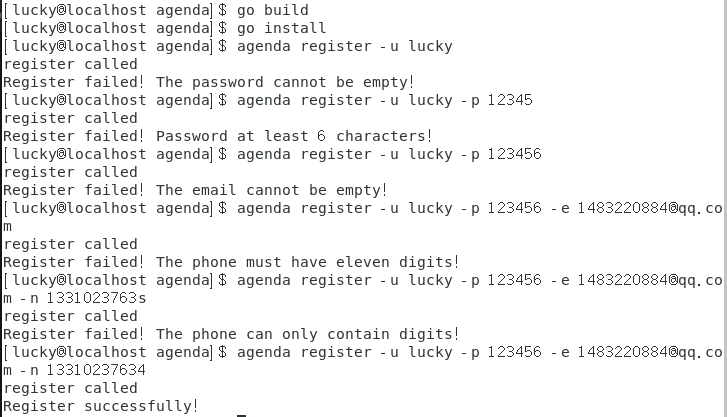 [lucky@localhost agenda]$ go build
[lucky@localhost agenda]$ go install
[lucky@localhost agenda]$ agenda register -u lucky
register called
Register failed! The password cannot be empty!
[lucky@localhost agenda]$ agenda register -u lucky -p 12345
register called
Register failed! Password at least 6 characters!
[lucky@localhost agenda]$ agenda register -u lucky -p 123456
register called
Register failed! The email cannot be empty!
[lucky@localhost agenda]$ agenda register -u lucky -p 123456 -e 1483220884@qq.co
m
register called
Register failed! The phone must have eleven digits!
[lucky@localhost agenda]$ agenda register -u lucky -p 123456 -e 1483220884@qq.co
m -n 1331023763s
register called
Register failed! The phone can only contain digits!
[lucky@localhost agenda]$ agenda register -u lucky -p 123456 -e 1483220884@qq.co
m -n 13310237634
register called
Register successfully!